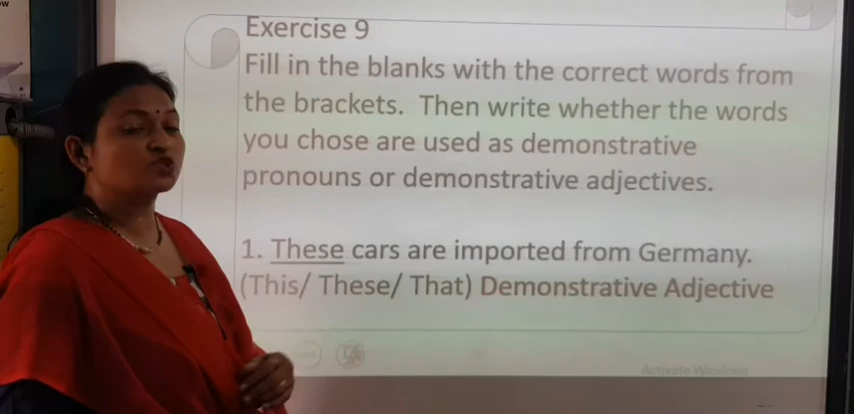 ow
Exercise 9
Fill in the blanks with the correct words from
the brackets. Then write whether the words
you chose are used as demonstrative
pronouns or demonstrative adjectives.
1. These cars are imported from Germany.
(This/ These/ That) Demonstrative Adjective
Activate Windows